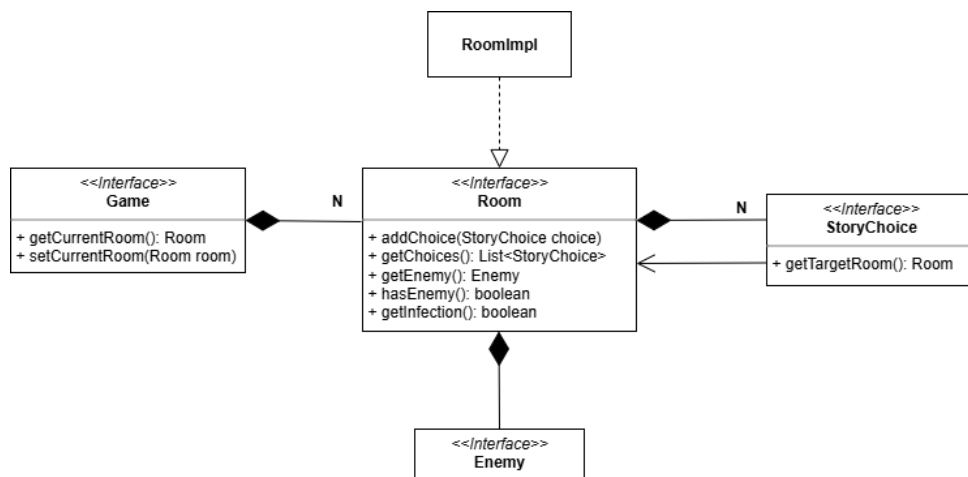 RoomImpl
<<Interface>>
Game
+ getCurrentRoom(): Room
+ setCurrentRoom(Room room)
N
<<Interface>>
Room
+ addChoice(StoryChoice choice)
+ getChoices(): List<StoryChoice>
+ getEnemy(): Enemy
+ hasEnemy(): boolean
+ getInfection(): boolean
N
<<Interface>>
StoryChoice
+ getTargetRoom(): Room
<<Interface>>
Enemy